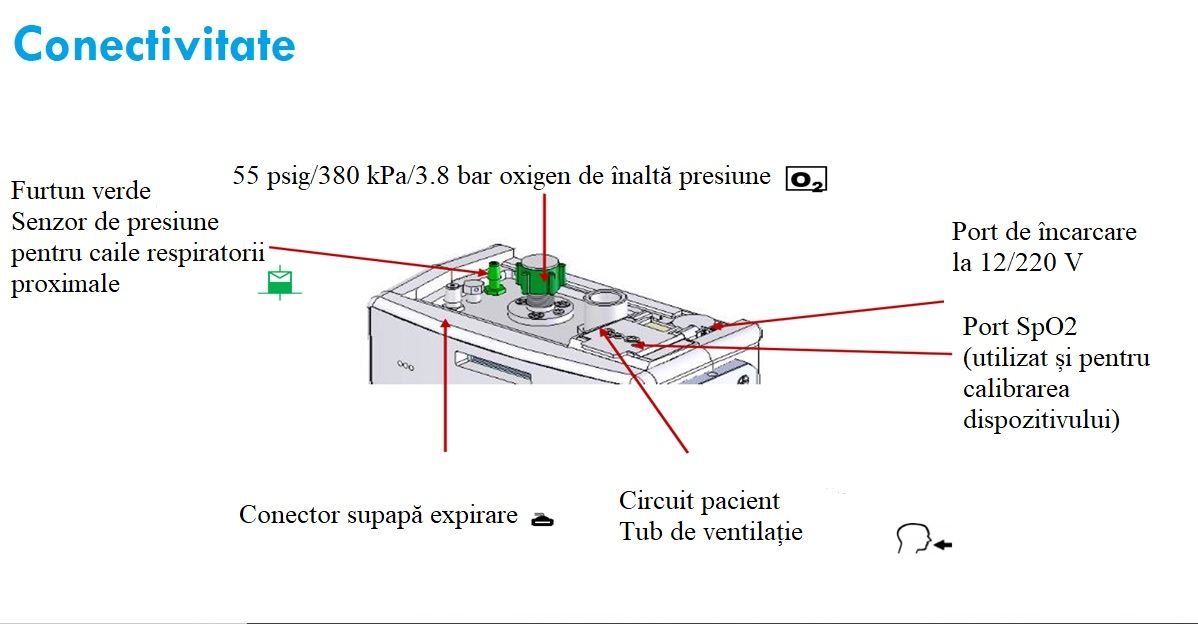 Conectivitate
55 psig/380 kPa/3.8 bar oxigen de înaltă presiune O2
Furtun verde
Senzor de presiune
pentru caile respiratorii
proximale
Port de încarcare
la 12/220 V
Port SpO2
(utilizat și pentru
calibrarea
dispozitivului)
Conector supapă expirare
Circuit pacient
Tub de ventilație